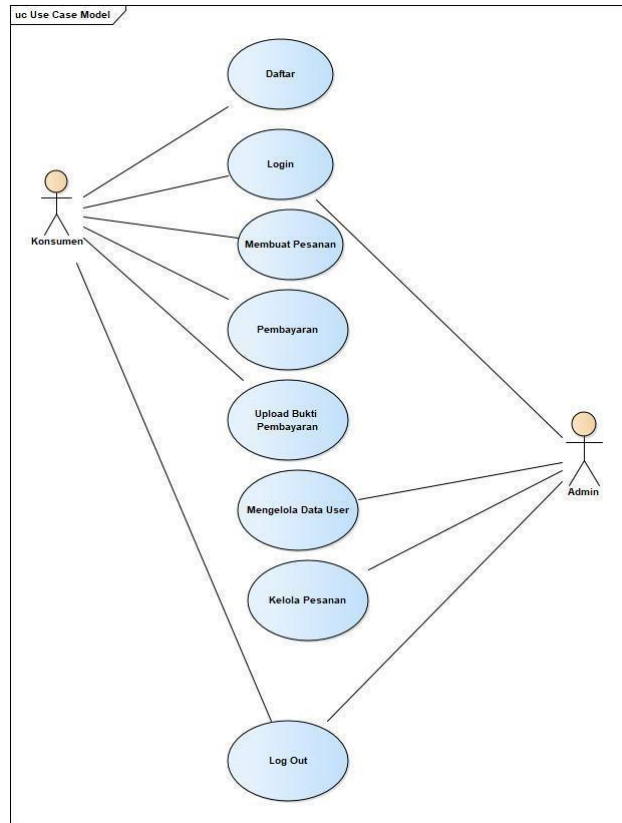 uc Use Case Model
Daftar
Login
Konsumen
Membuat Pesanan
Pembayaran
Upload Bukti
Pembayaran
Mengelola Data User
Admin
Kelola Pesanan
Log Out